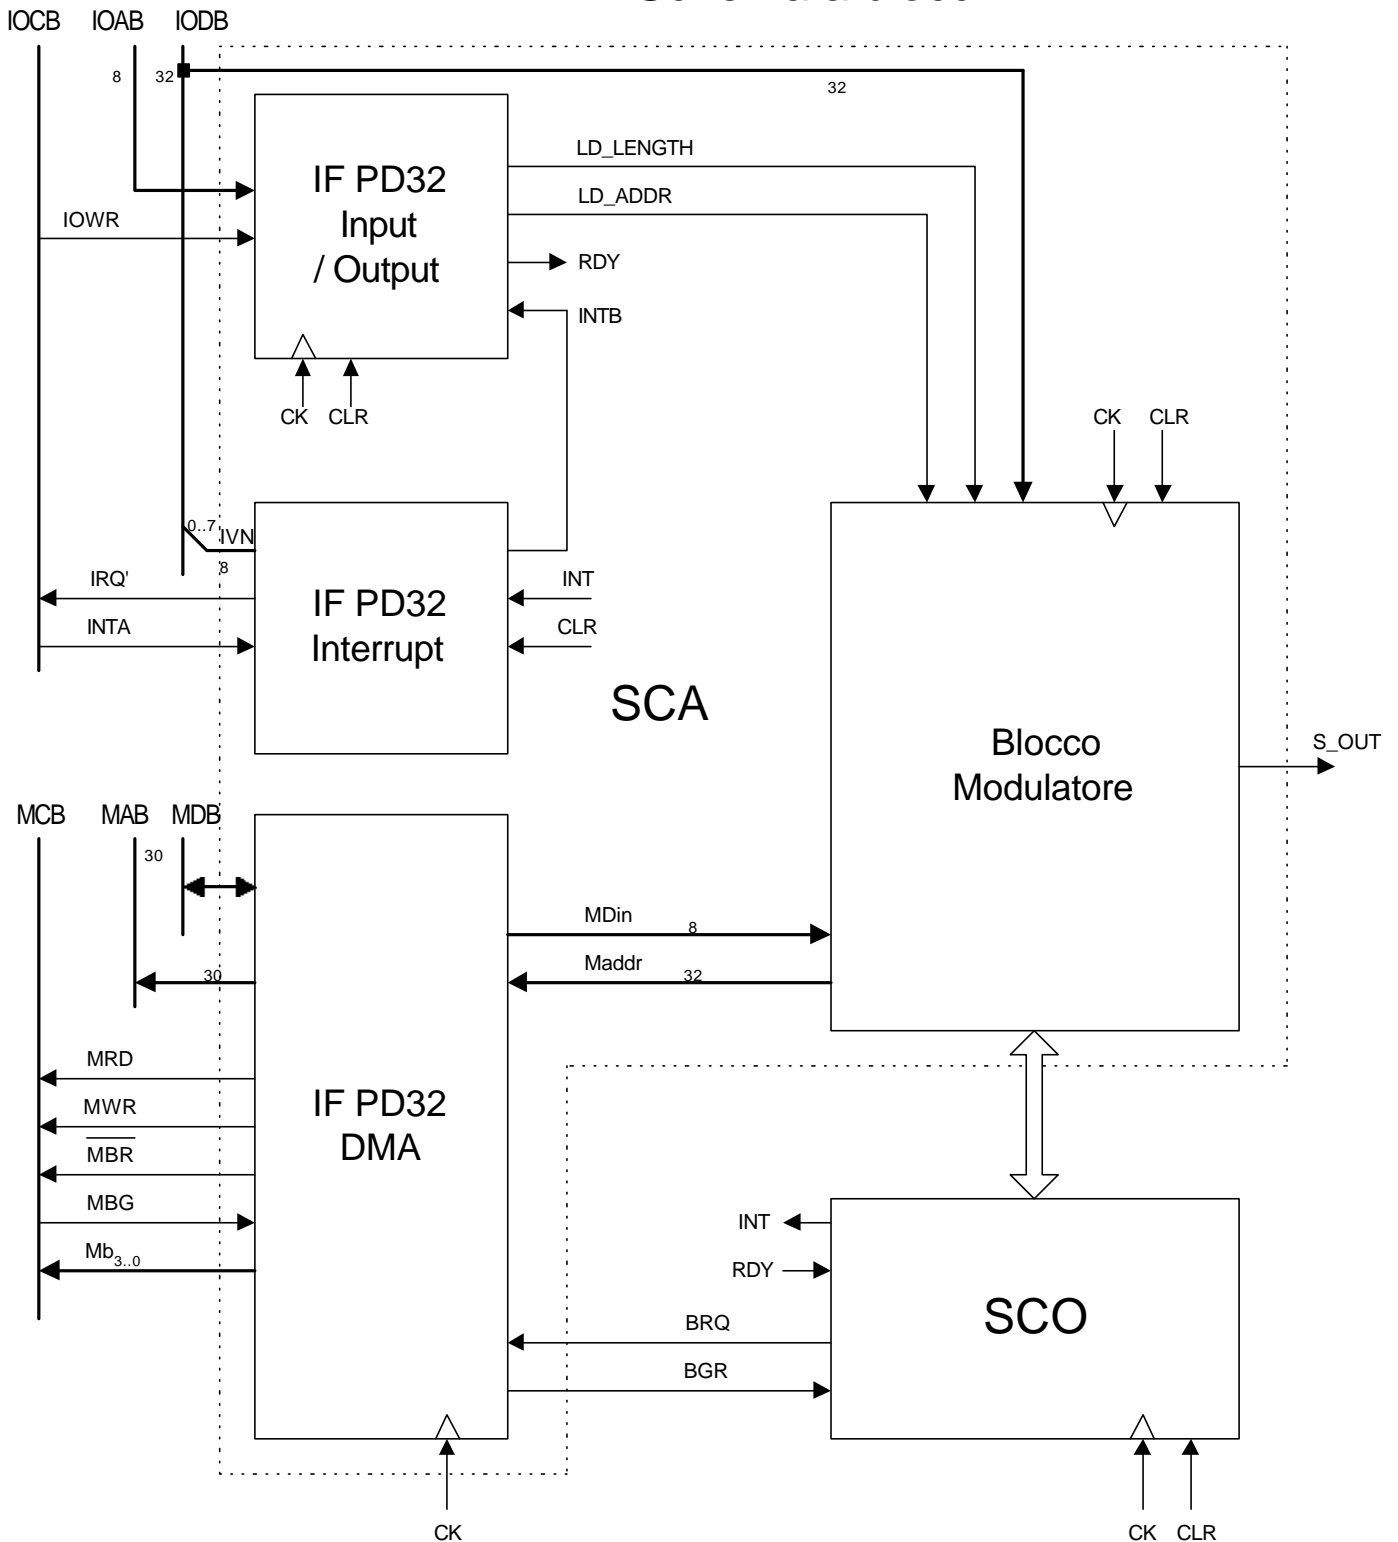 IOCB IOAB IODB
8 32
32
IF PD32
Input
/ Output
LD_LENGTH
LD_ADDR
IOWR
RDY
INTB
CK CLR
CK CLR
0..7
IVN
8
IRQ'
INTA
IF PD32
Interrupt
INT
CLR
SCA
Blocco
Modulatore
S_OUT
MCB MAB MDB
30
MDin
8
Maddr
32
30
MRD
MWR
MBR
MBG
Mb3..0
IF PD32
DMA
INT
RDY
BRQ
BGR
SCO
CK
CK CLR